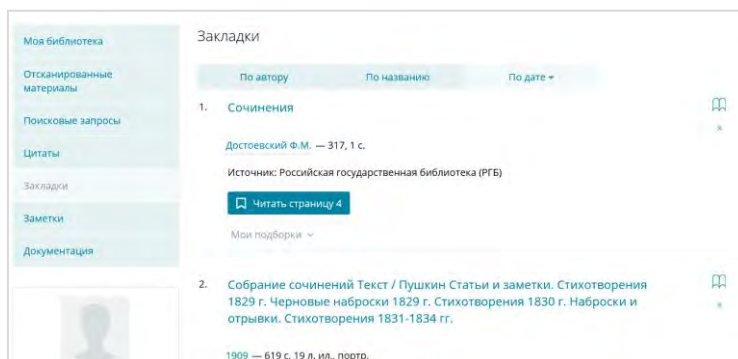 Моя библиотека
Отсканированные
материалы
Поисковые запросы
Цитаты
Закладки
Заметки
Документация
Закладки
По автору По названию По дате
1. Сочинения
Достоевский Ф.М. — 317, 1 с.
Источник: Российская государственная библиотека (РГБ)
Читать страницу 4
Мои подборки
2. Собрание сочинений Текст / Пушкин Статьи и заметки. Стихотворения
1829 г. Черновые наброски 1829 г. Стихотворения 1830 г. Наброски и
отрывки. Стихотворения 1831-1834 гг.
1909 — 619 с. 19 л. ил., портр.